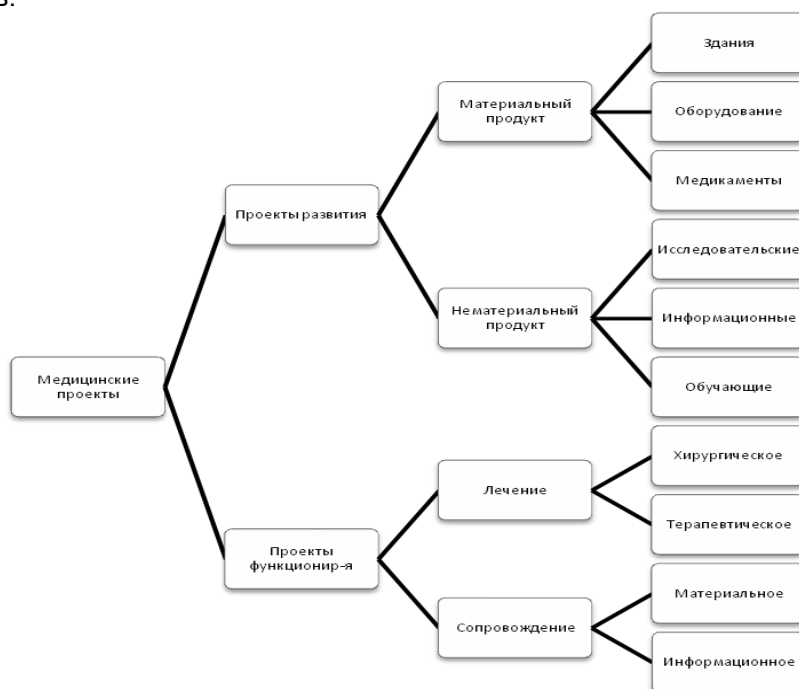 Здания
Материальный
продукт
Оборудование
Медикаменты
Проекты развития
Исследовательские
Нематериальный
продукт
Информационные
Обучающие
Медицинские
проекты
Хирургическое
Лечение
Терапевтическое
Проекты
функционир-я
Материальное
Сопровождение
Информационное